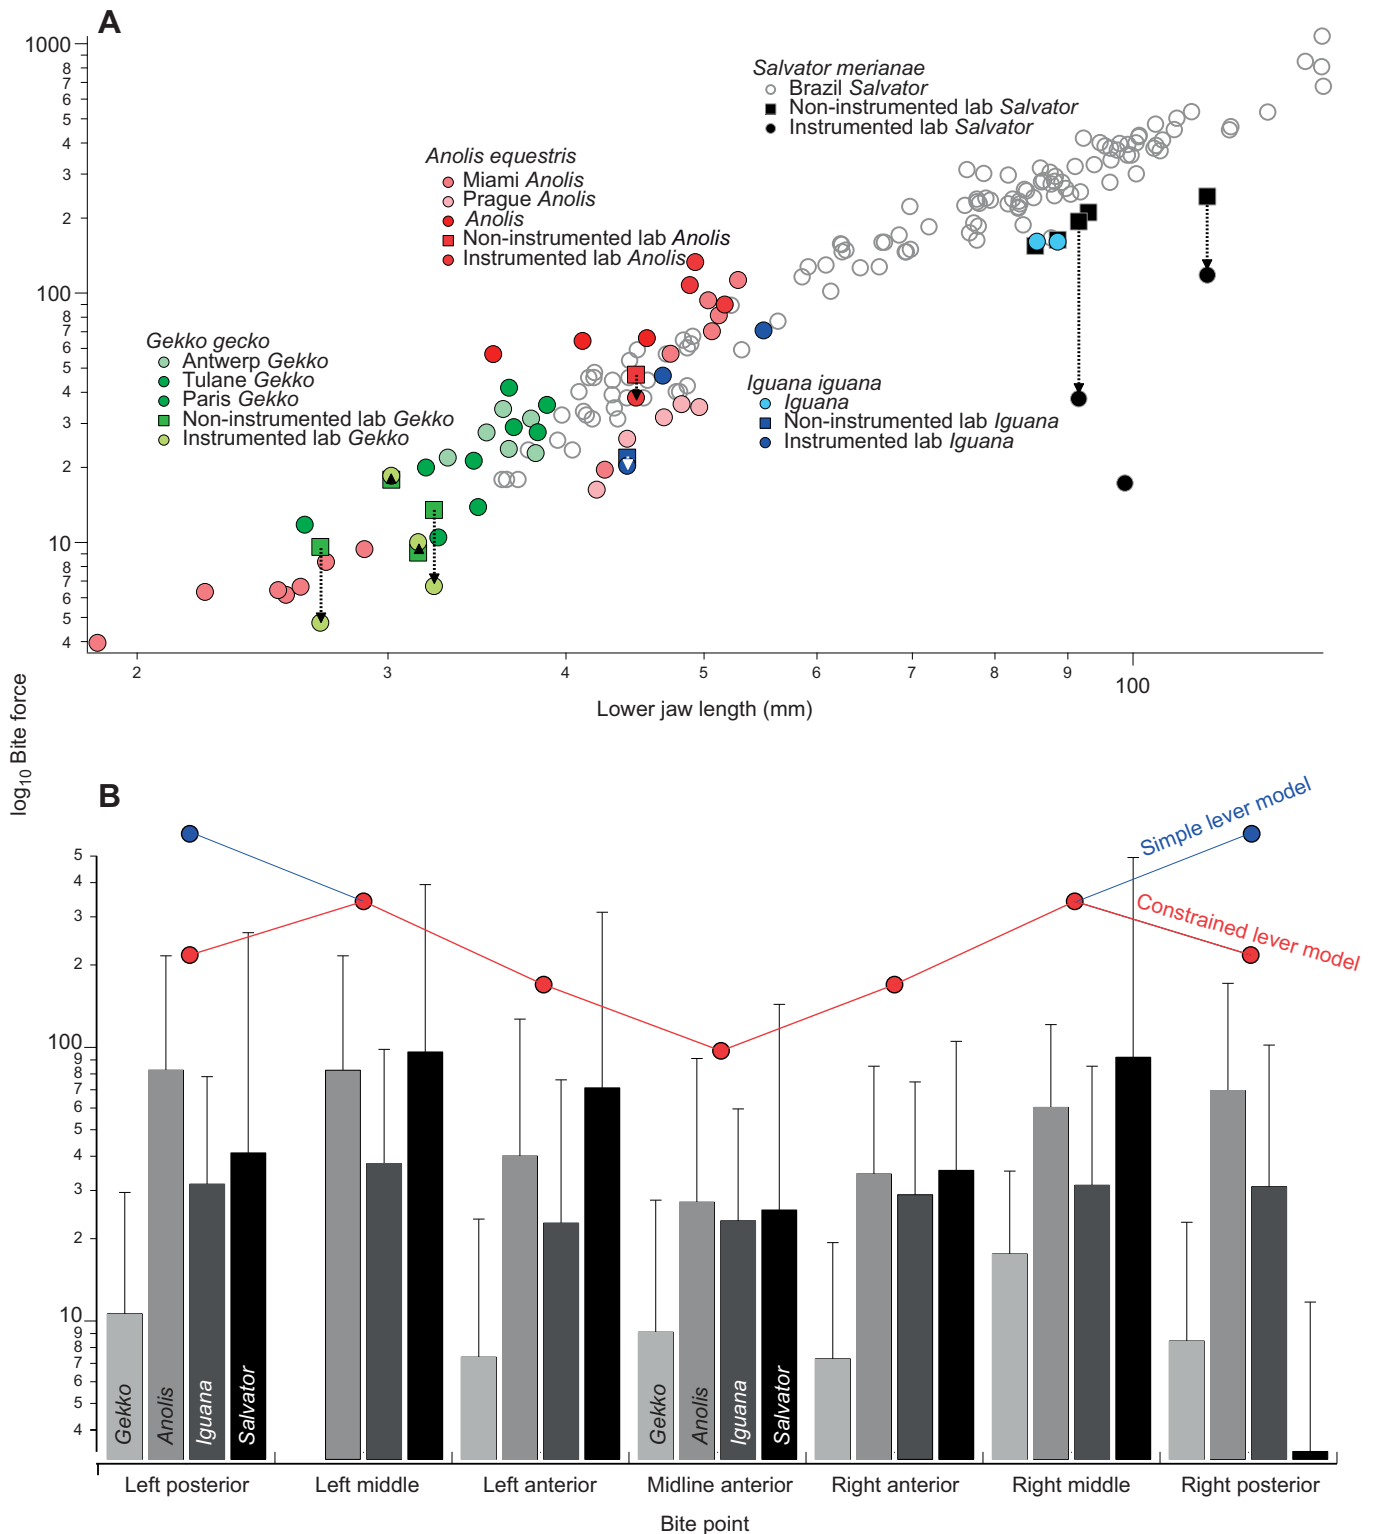 A
1000
8
7
6
5
4
3
2
100
8
7
6
5
4
3
2
10
8
7
6
5
4
Salvator merianae
Brazil Salvator
Non-instrumented lab Salvator
Instrumented lab Salvator
Anolis equestris
Miami Anolis
Prague Anolis
Anolis
Non-instrumented lab Anolis
Instrumented lab Anolis
Gekko gecko
Antwerp Gekko
Tulane Gekko
Paris Gekko
Non-instrumented lab Gekko
Instrumented lab Gekko
Iguana iguana
Iguana
Non-instrumented lab Iguana
Instrumented lab Iguana
2 3 4 5 6 7 8 9 100
Lower jaw length (mm)
log10 Bite force
B
Simple lever model
Constrained lever model
5
4
3
2
100
9
8
7
6
5
4
3
2
10
9
8
7
6
5
4
Gekko Anolis Iguana Salvator Gekko Anolis Iguana Salvator
Left posterior Left middle Left anterior Midline anterior Right anterior Right middle Right posterior
Bite point